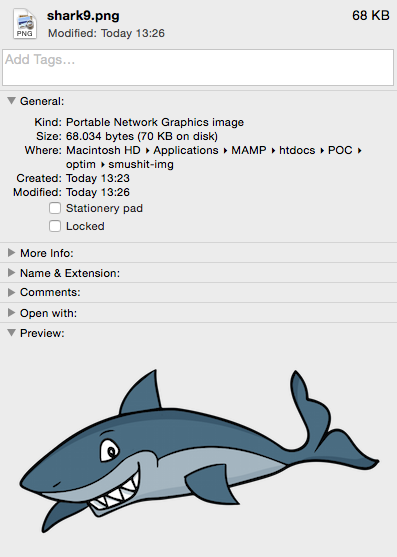 shark9.png 68 KB
Modified: Today 13:26
PNG
Add Tags…
General:
Kind: Portable Network Graphics image
Size: 68.034 bytes (70 KB on disk)
Where: Macintosh HD ▸ Applications ▸ MAMP ▸ htdocs ▸ POC ▸
optim ▸ smushit-img
Created: Today 13:23
Modified: Today 13:26
Stationery pad
Locked
More Info:
Name & Extension:
Comments:
Open with:
Preview: